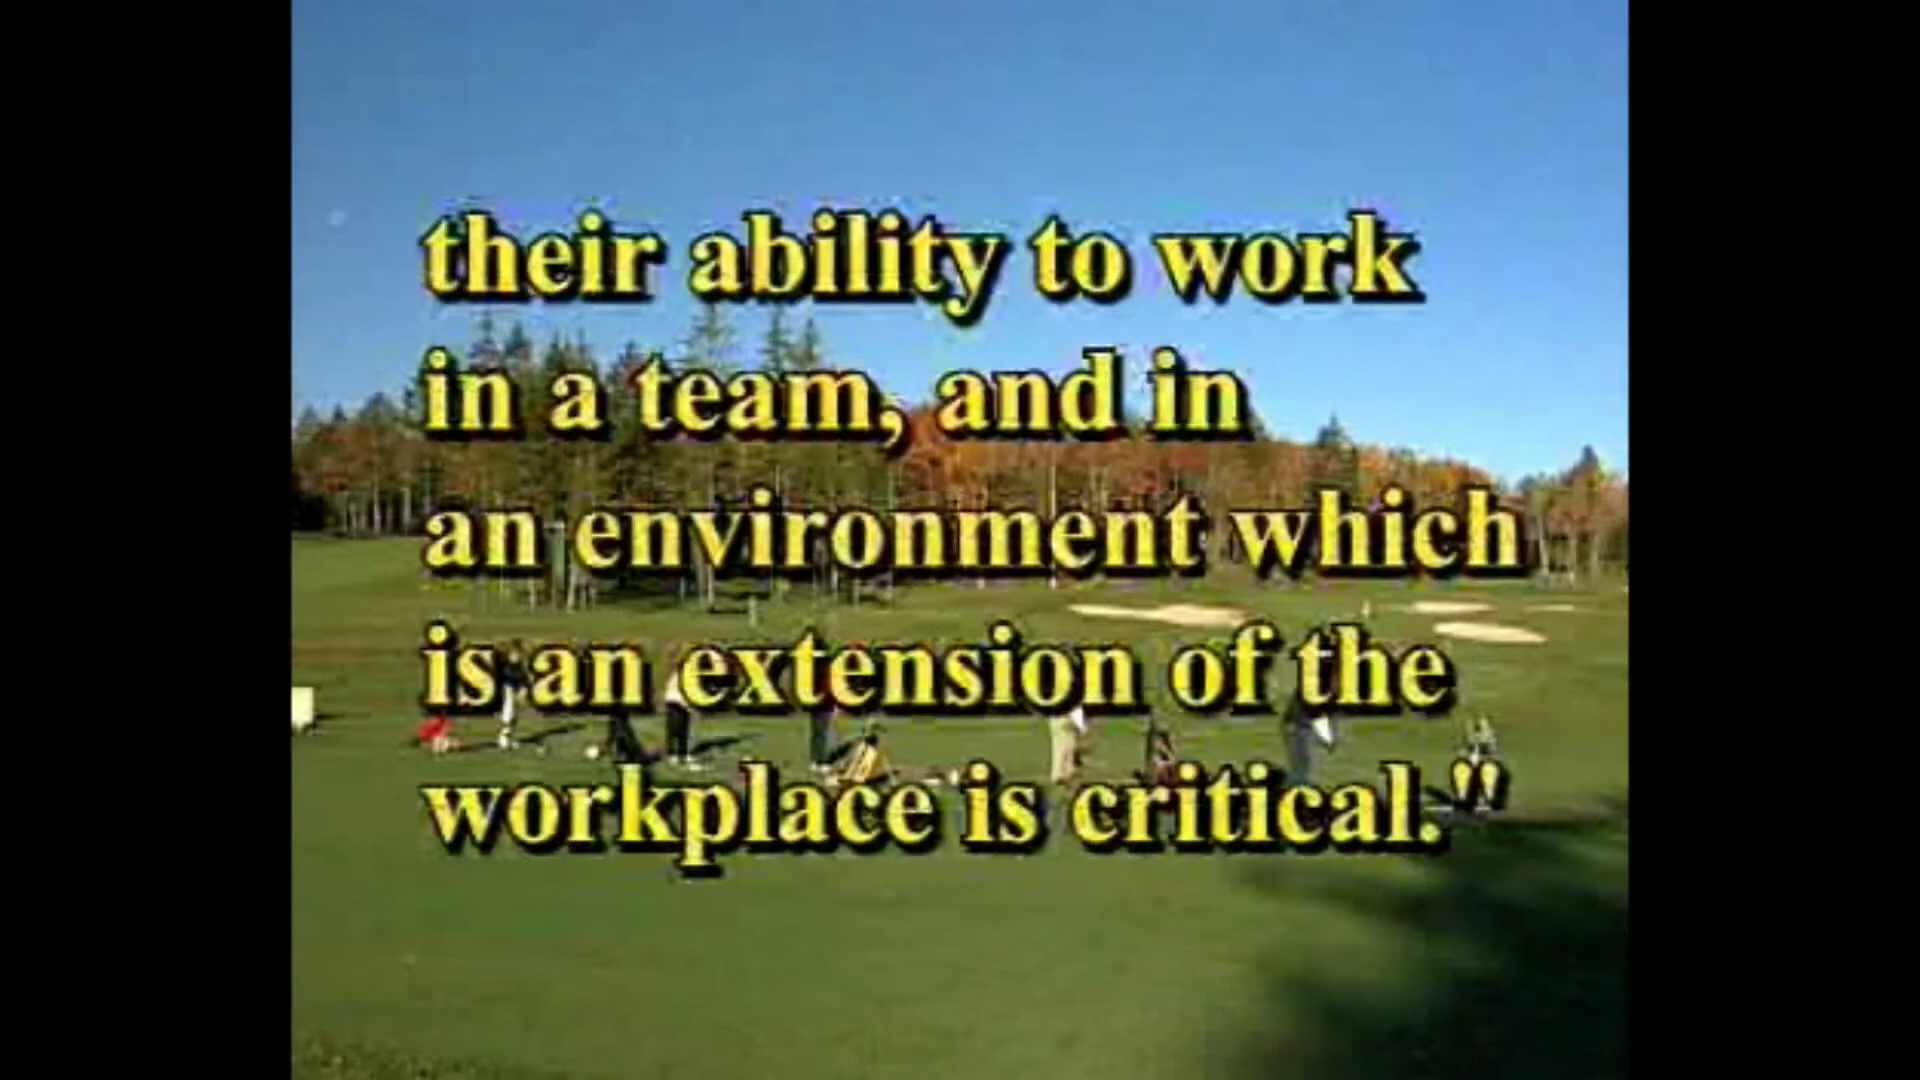 their ability to work
in a team, and in
an environment which
is an extension of the
workplace is critical."